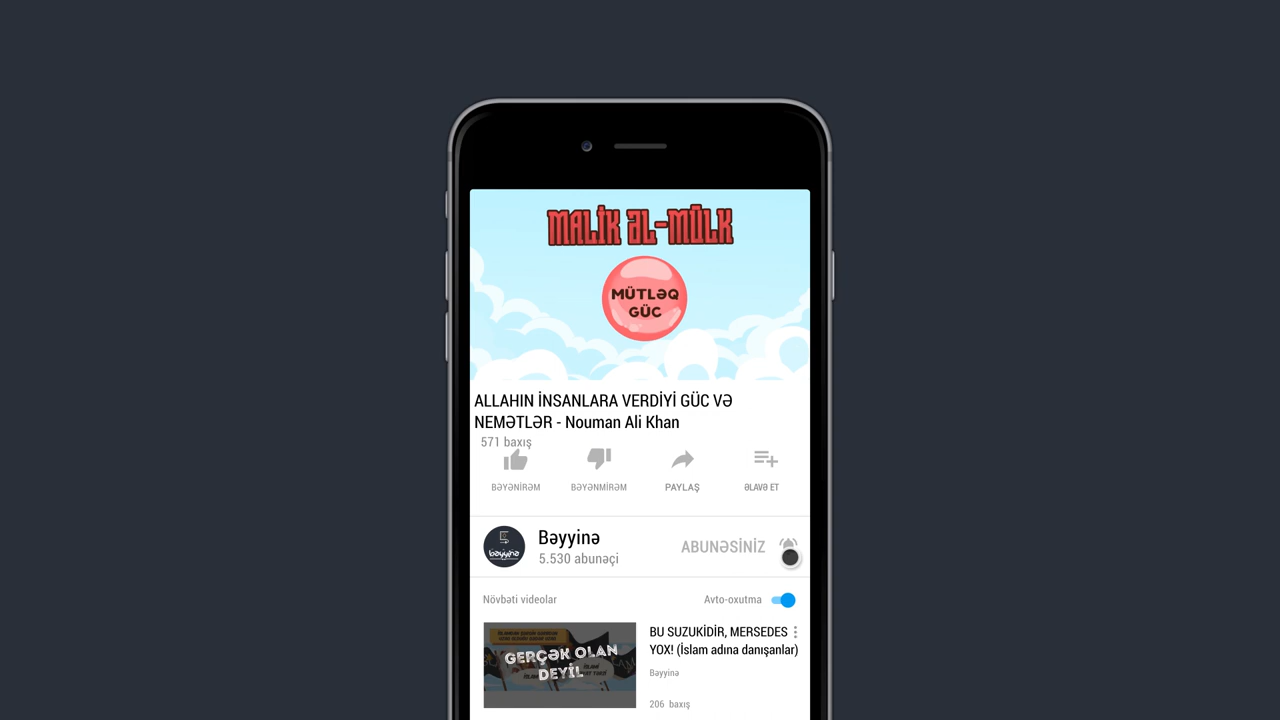 MALİK ƏL-MÜLK
MÜTLƏQ
GÜC
ALLAHIN İNSANLARA VERDİYİ GÜC VƏ
NEMƏTLƏR - Nouman Ali Khan
571 baxış
BƏYƏNİRƏM BƏYƏNMİRƏM PAYLAŞ ƏLAVƏ ET
bəyyinə
Bəyyinə
5.530 abunəçi
ABUNƏSİNİZ
Növbəti videolar
Avto-oxutma
GERÇƏK OLAN
DEYİL
BU SUZUKİDİR, MERSEDES
YOX! (İslam adına danışanlar)
Bəyyinə
206 baxış